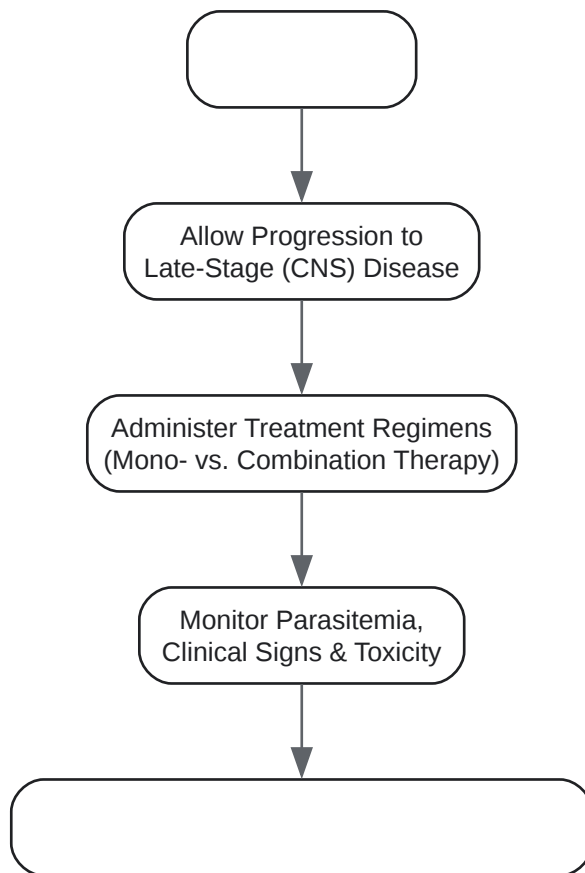 Allow Progression to
Late-Stage (CNS) Disease
Administer Treatment Regimens
(Mono- vs. Combination Therapy)
Monitor Parasitemia,
Clinical Signs & Toxicity